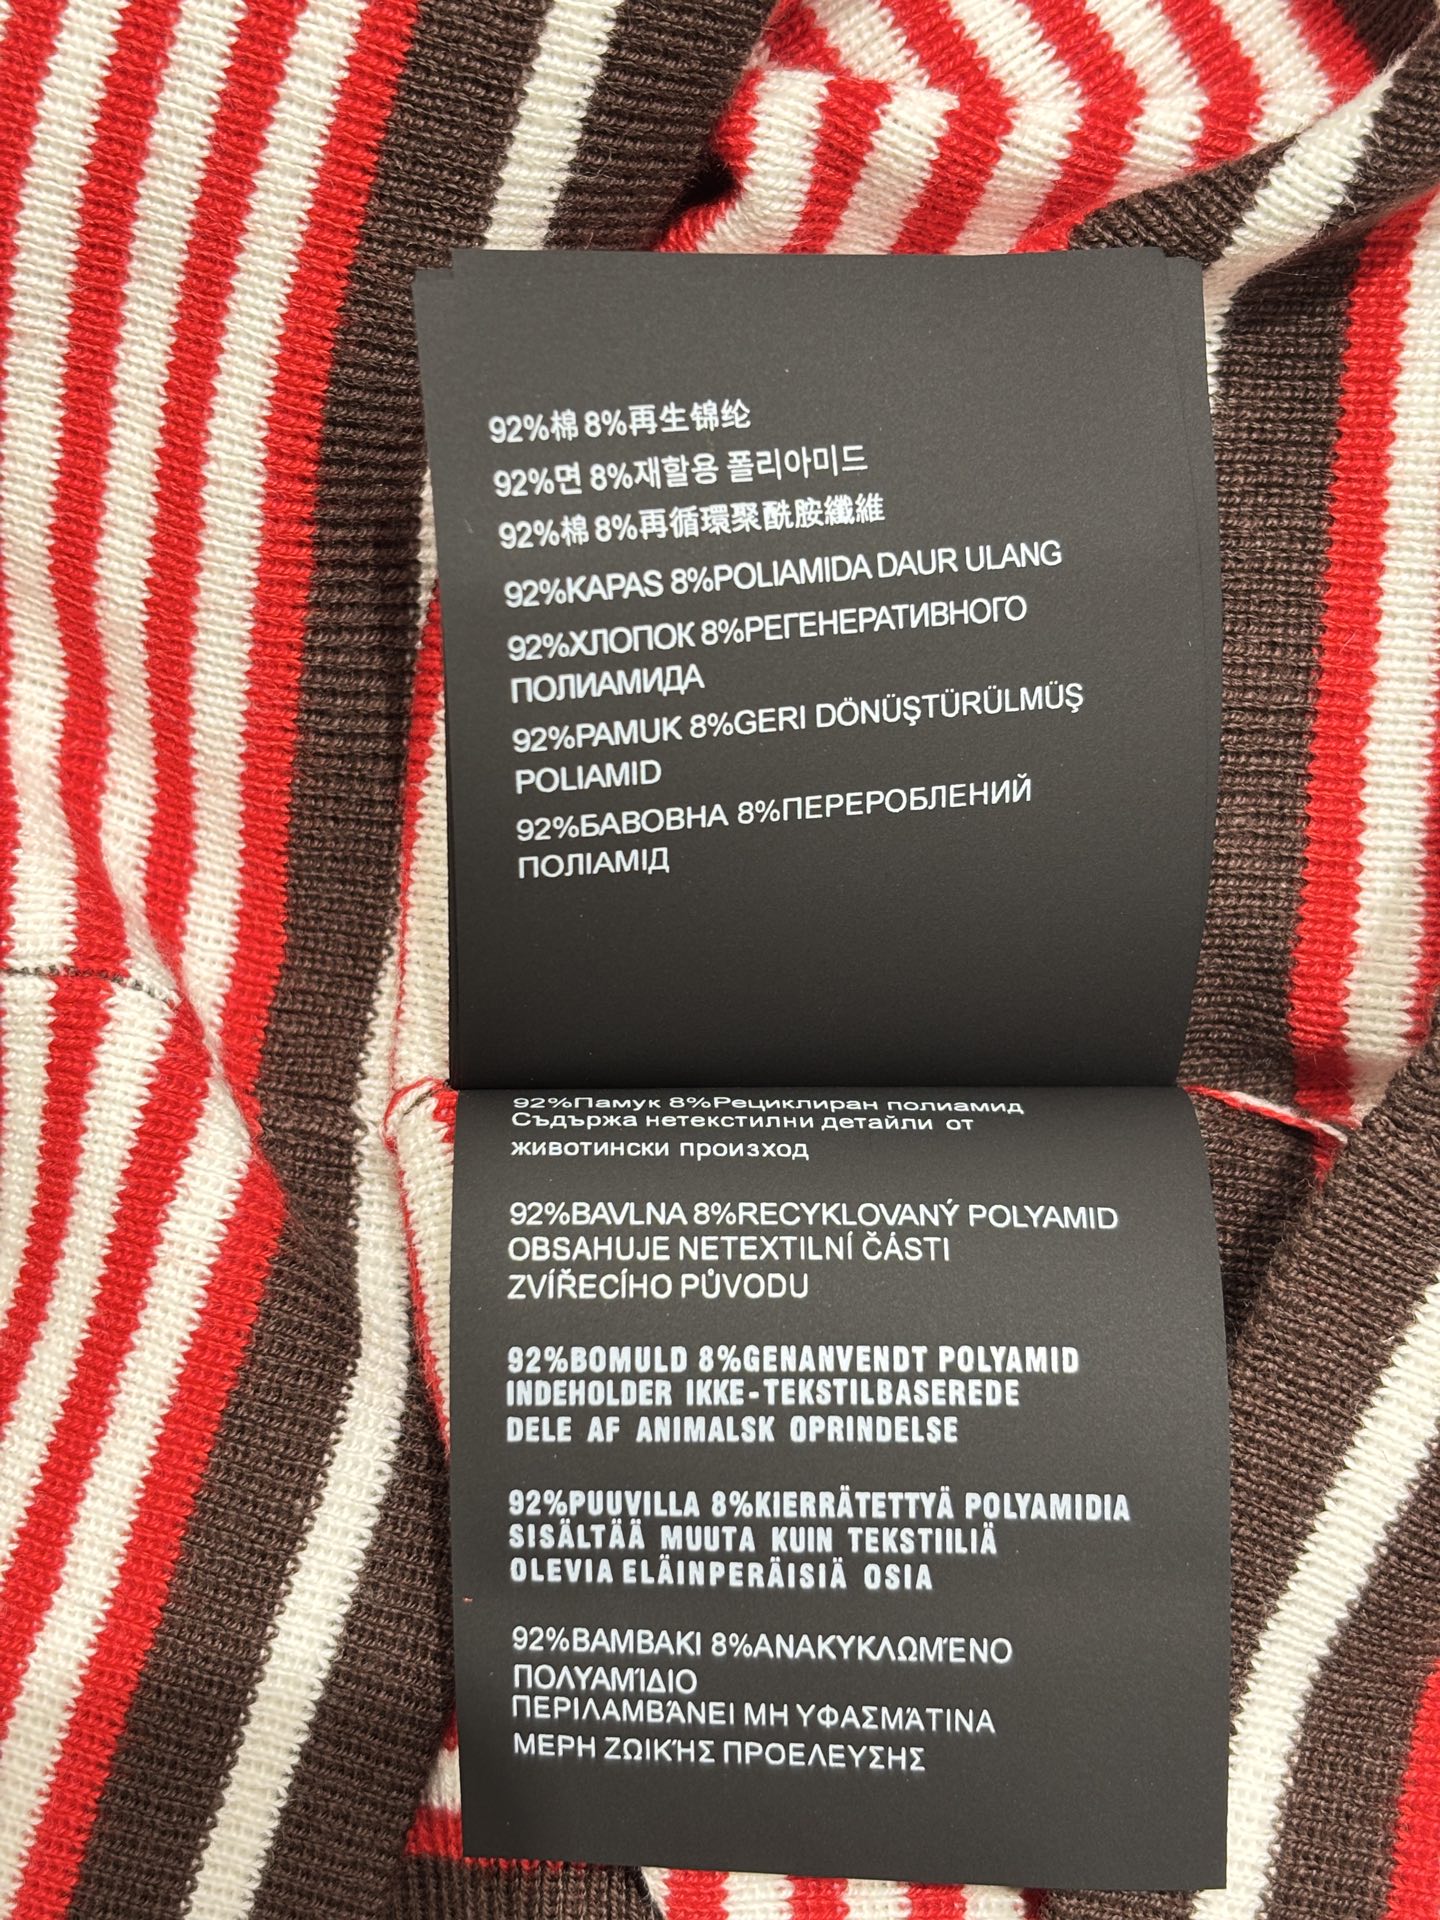 92%棉 8%再生锦纶
92%면 8%재할용 폴리아미드
92%棉 8%再循環聚酰胺纖維
92%KAPAS 8%POLIAMIDA DAUR ULANG
92%ХЛОПОК 8%РЕГЕНЕРАТИВНОГО
ПОЛИАМИДА
92%PAMUK 8%GERI DÖNÜŞTÜRÜLMÜŞ
POLIAMID
92%БАВОВНА 8%ПЕРЕРОБЛЕНИЙ
ПОЛІАМІД
92%Памук 8%Рециклиран полиамид
Съдържа нетекстилни детайли от
животински произход
92%BAVLNA 8%RECYKLOVANÝ POLYAMID
OBSAHUJE NETEXTILNÍ ČÁSTI
ZVÍŘECÍHO PŮVODU
92%BOMULD 8%GENANVENDT POLYAMID
INDEHOLDER IKKE-TEKSTILBASEREDE
DELE AF ANIMALSK OPRINDELSE
92%PUUVILLA 8%KIERRÄTETTYÄ POLYAMIDIA
SISÄLTÄÄ MUUTA KUIN TEKSTIILIÄ
OLEVIA ELÄINPERÄISIÄ OSIA
92%ΒΑΜΒΑΚΙ 8%ΑΝΑΚΥΚΛΩΜΈΝΟ
ΠΟΛΥΑΜΊΔΙΟ
ΠΕΡΙΛΑΜΒΆΝΕΙ ΜΗ ΥΦΑΣΜΆΤΙΝΑ
ΜΕΡΗ ΖΩΙΚΉΣ ΠΡΟΕΛΕΥΣΗΣ